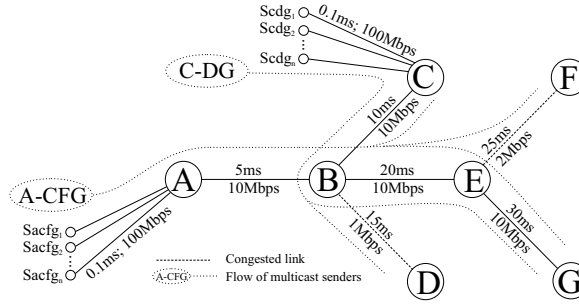 Scdg1
Scdg2
Scdgn
0.1ms; 100Mbps
C-DG
C
F
10ms
10Mbps
25ms
2Mbps
A-CFG
A
5ms
10Mbps
B
20ms
10Mbps
E
Sacfg1
Sacfg2
Sacfgn
0.1ms; 100Mbps
15ms
1Mbps
30ms
10Mbps
D
G
Congested link
A-CFG Flow of multicast senders